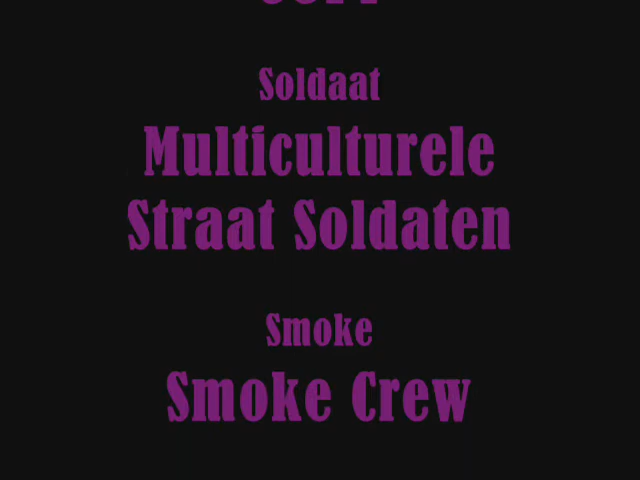 Soldaat
Multiculturele
Straat Soldaten
Smoke
Smoke Crew